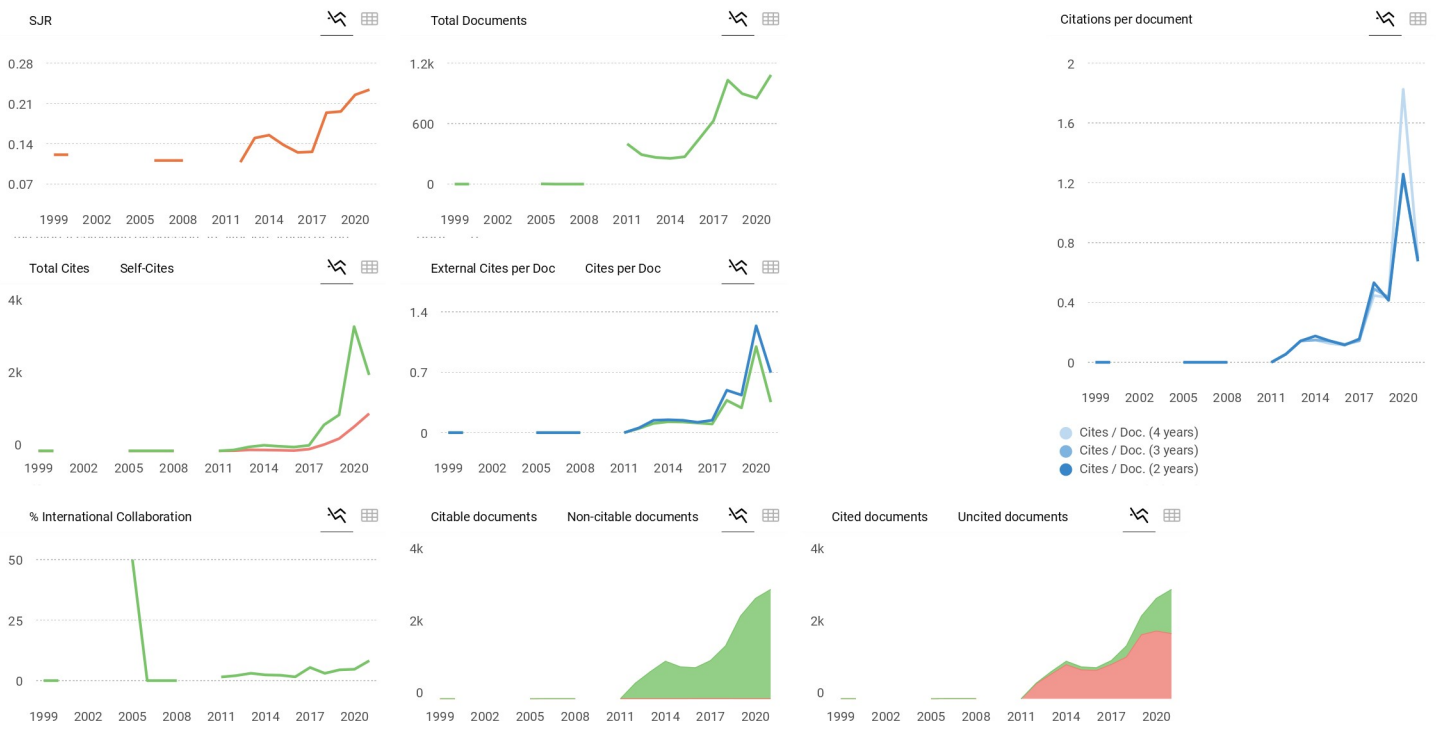 SJR
0.28
0.21
0.14
0.07
1999 2002 2005 2008 2011 2014 2017 2020
Total Documents
1.2k
600
0
1999 2002 2005 2008 2011 2014 2017 2020
Citations per document
2
1.6
1.2
0.8
0.4
0
1999 2002 2005 2008 2011 2014 2017 2020
Cites / Doc. (4 years)
Cites / Doc. (3 years)
Cites / Doc. (2 years)
Total Cites Self-Cites
4k
2k
0
1999 2002 2005 2008 2011 2014 2017 2020
External Cites per Doc Cites per Doc
1.4
0.7
0
1999 2002 2005 2008 2011 2014 2017 2020
% International Collaboration
50
25
0
1999 2002 2005 2008 2011 2014 2017 2020
Citable documents Non-citable documents
4k
2k
0
1999 2002 2005 2008 2011 2014 2017 2020
Cited documents Uncited documents
4k
2k
0
1999 2002 2005 2008 2011 2014 2017 2020